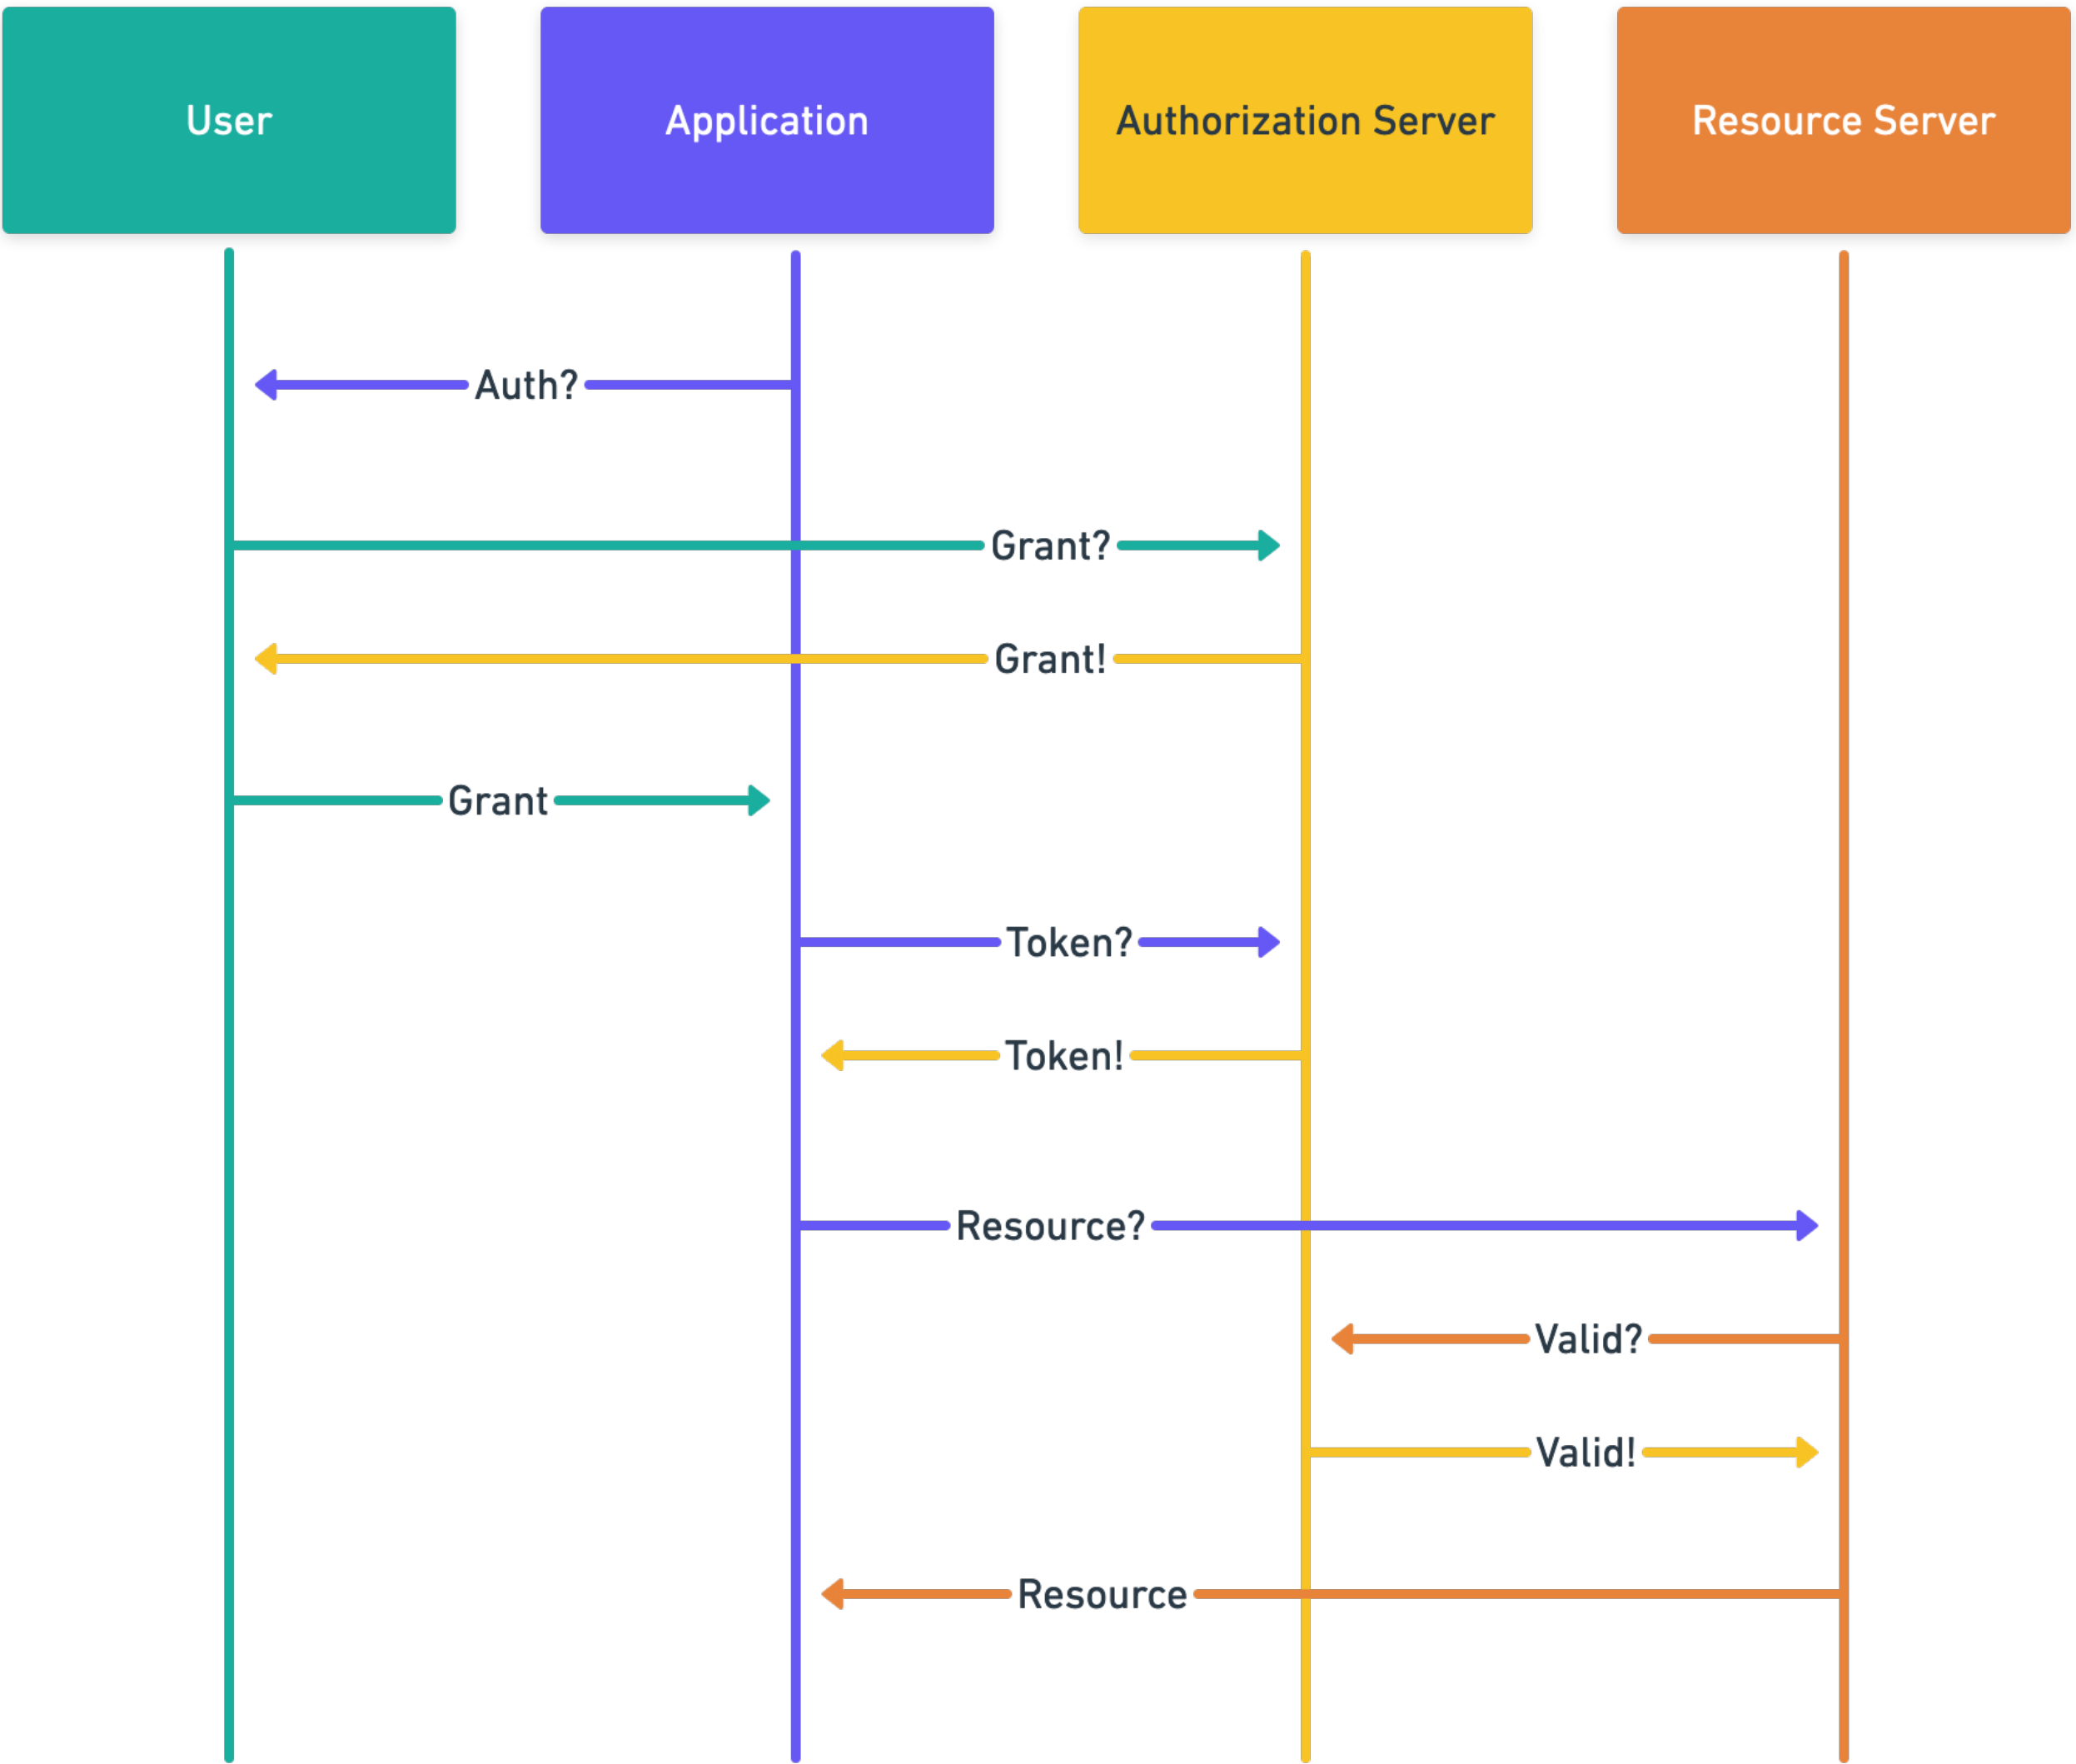 User
Application
Authorization Server
Resource Server
Auth?
Grant?
Grant!
Grant
Token?
Token!
Resource?
Valid?
Valid!
Resource